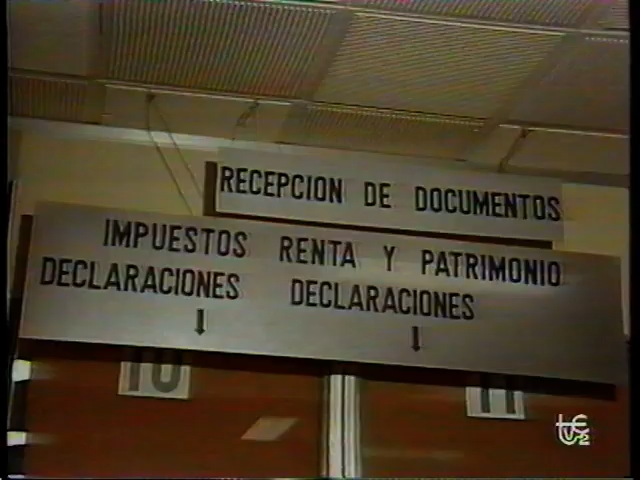 RECEPCION DE DOCUMENTOS
IMPUESTOS RENTA Y PATRIMONIO
DECLARACIONES DECLARACIONES
10 11
tve 2